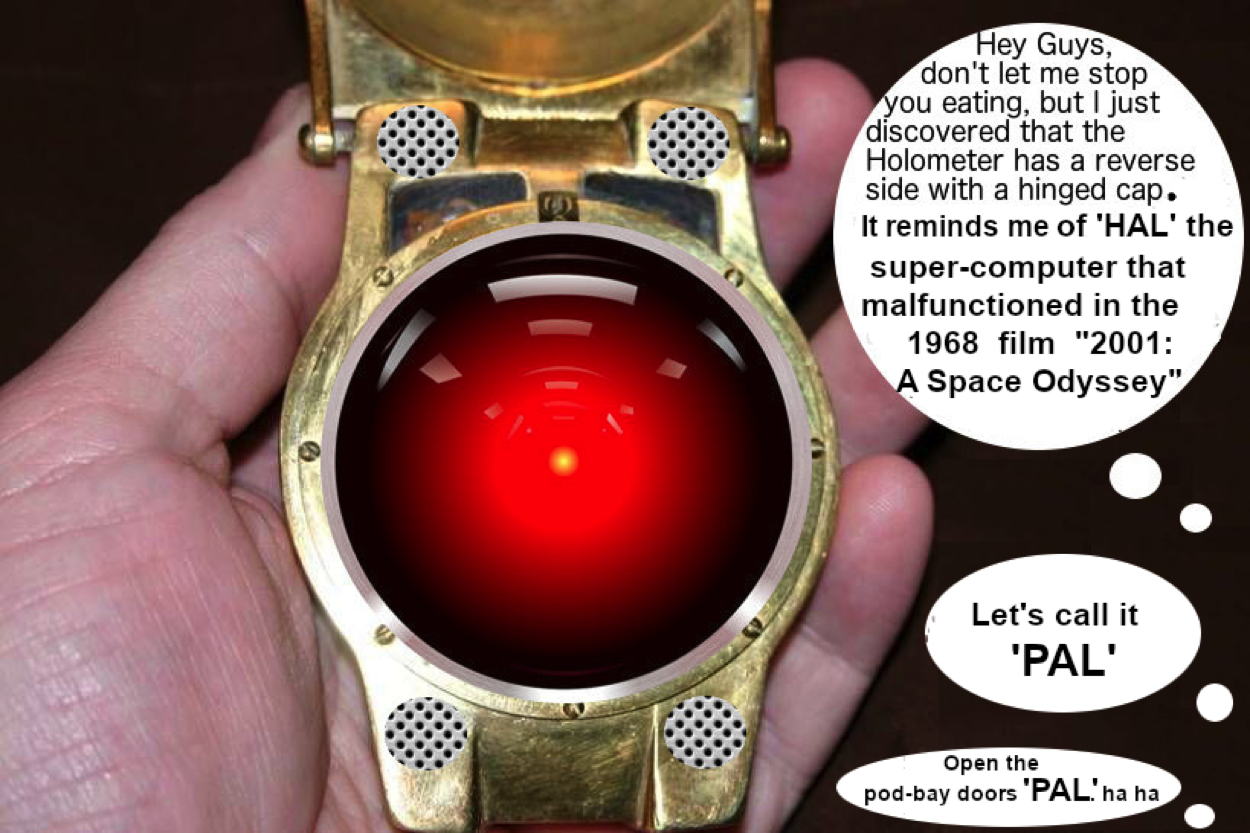 Hey Guys,
don't let me stop
you eating, but I just
discovered that the
Holometer has a reverse
side with a hinged cap.
It reminds me of 'HAL' the
super-computer that
malfunctioned in the
1968 film "2001:
A Space Odyssey"
Let's call it
'PAL'
Open the
pod-bay doors 'PAL'. ha ha